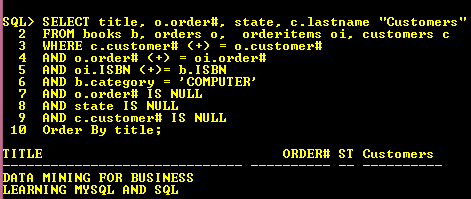 SQL> SELECT title, o.order#, state, c.lastname "Customers"
2 FROM books b, orders o, orderitems oi, customers c
3 WHERE c.customer# (+) = o.customer#
4 AND o.order# (+) = oi.order#
5 AND oi.ISBN (+)= b.ISBN
6 AND b.category = 'COMPUTER'
7 AND o.order# IS NULL
8 AND state IS NULL
9 AND c.customer# IS NULL
10 Order By title;
TITLE ORDER# ST Customers
------------------------------ ---------- -- ----------
DATA MINING FOR BUSINESS
LEARNING MYSQL AND SQL